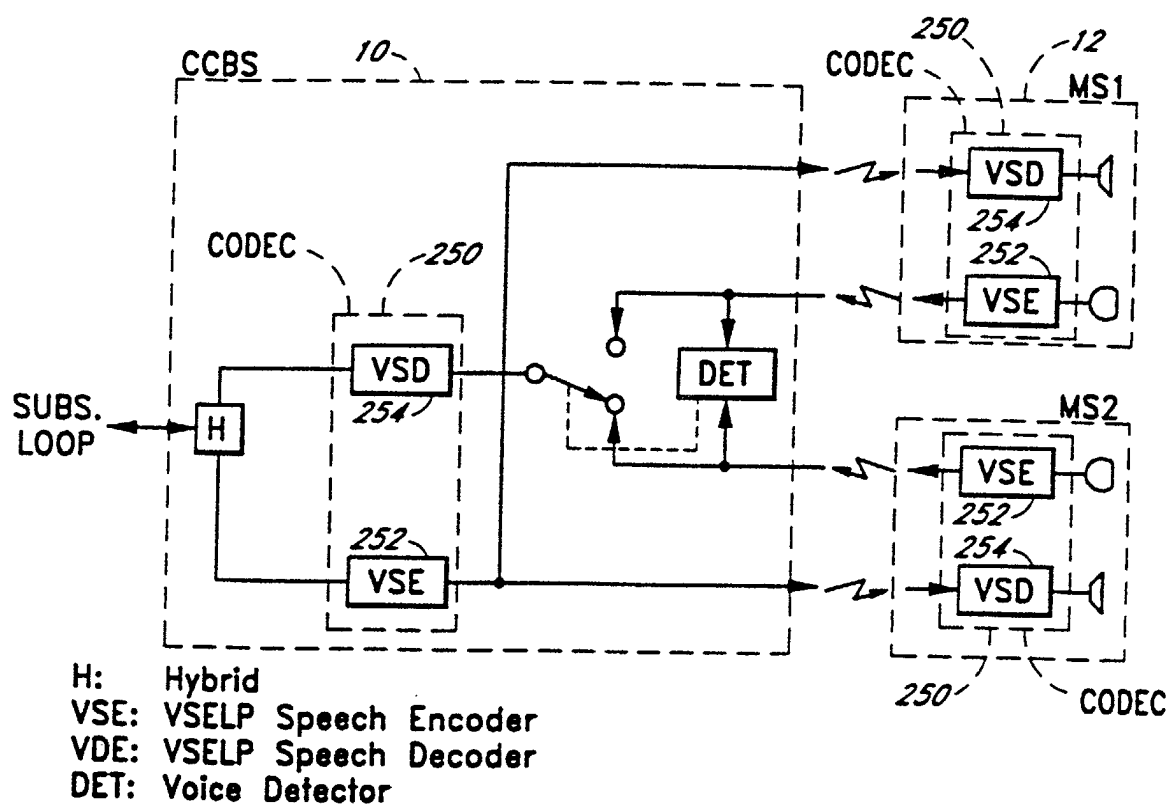 CCBS
10
250
12
CODEC
MS1
VSD
254
252
VSE
CODEC
250
VSD
254
DET
SUBS.
LOOP
H
MS2
VSE
252
254
VSD
252
VSE
250
CODEC
H: Hybrid
VSE: VSELP Speech Encoder
VDE: VSELP Speech Decoder
DET: Voice Detector